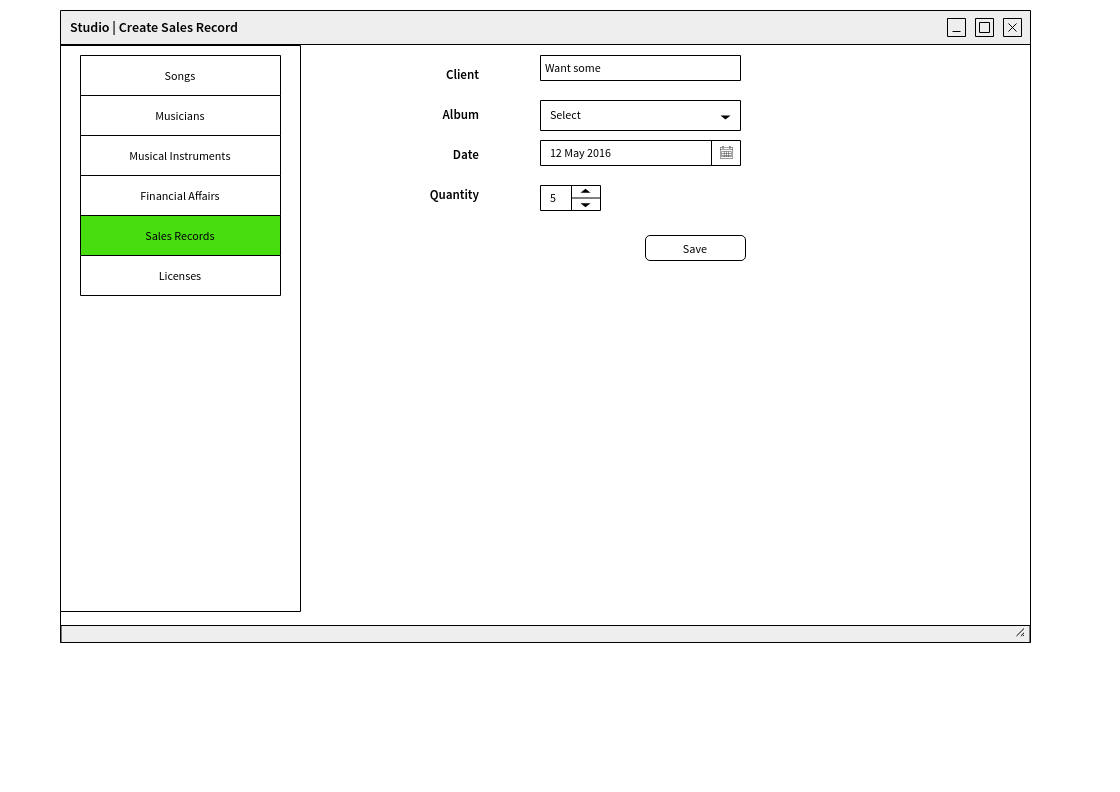 Studio | Create Sales Record
Songs
Musicians
Musical Instruments
Financial Affairs
Sales Records
Licenses
Client
Want some
Album
Select
Date
12 May 2016
Quantity
5
Save